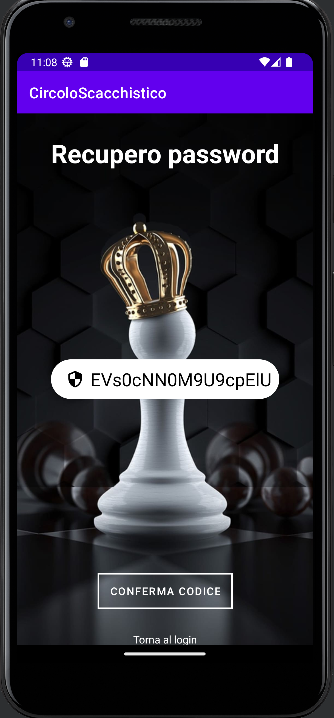 11:08
CircoloScacchistico
Recupero password
EVs0cNN0M9U9cpElU
CONFERMA CODICE
Torna al login